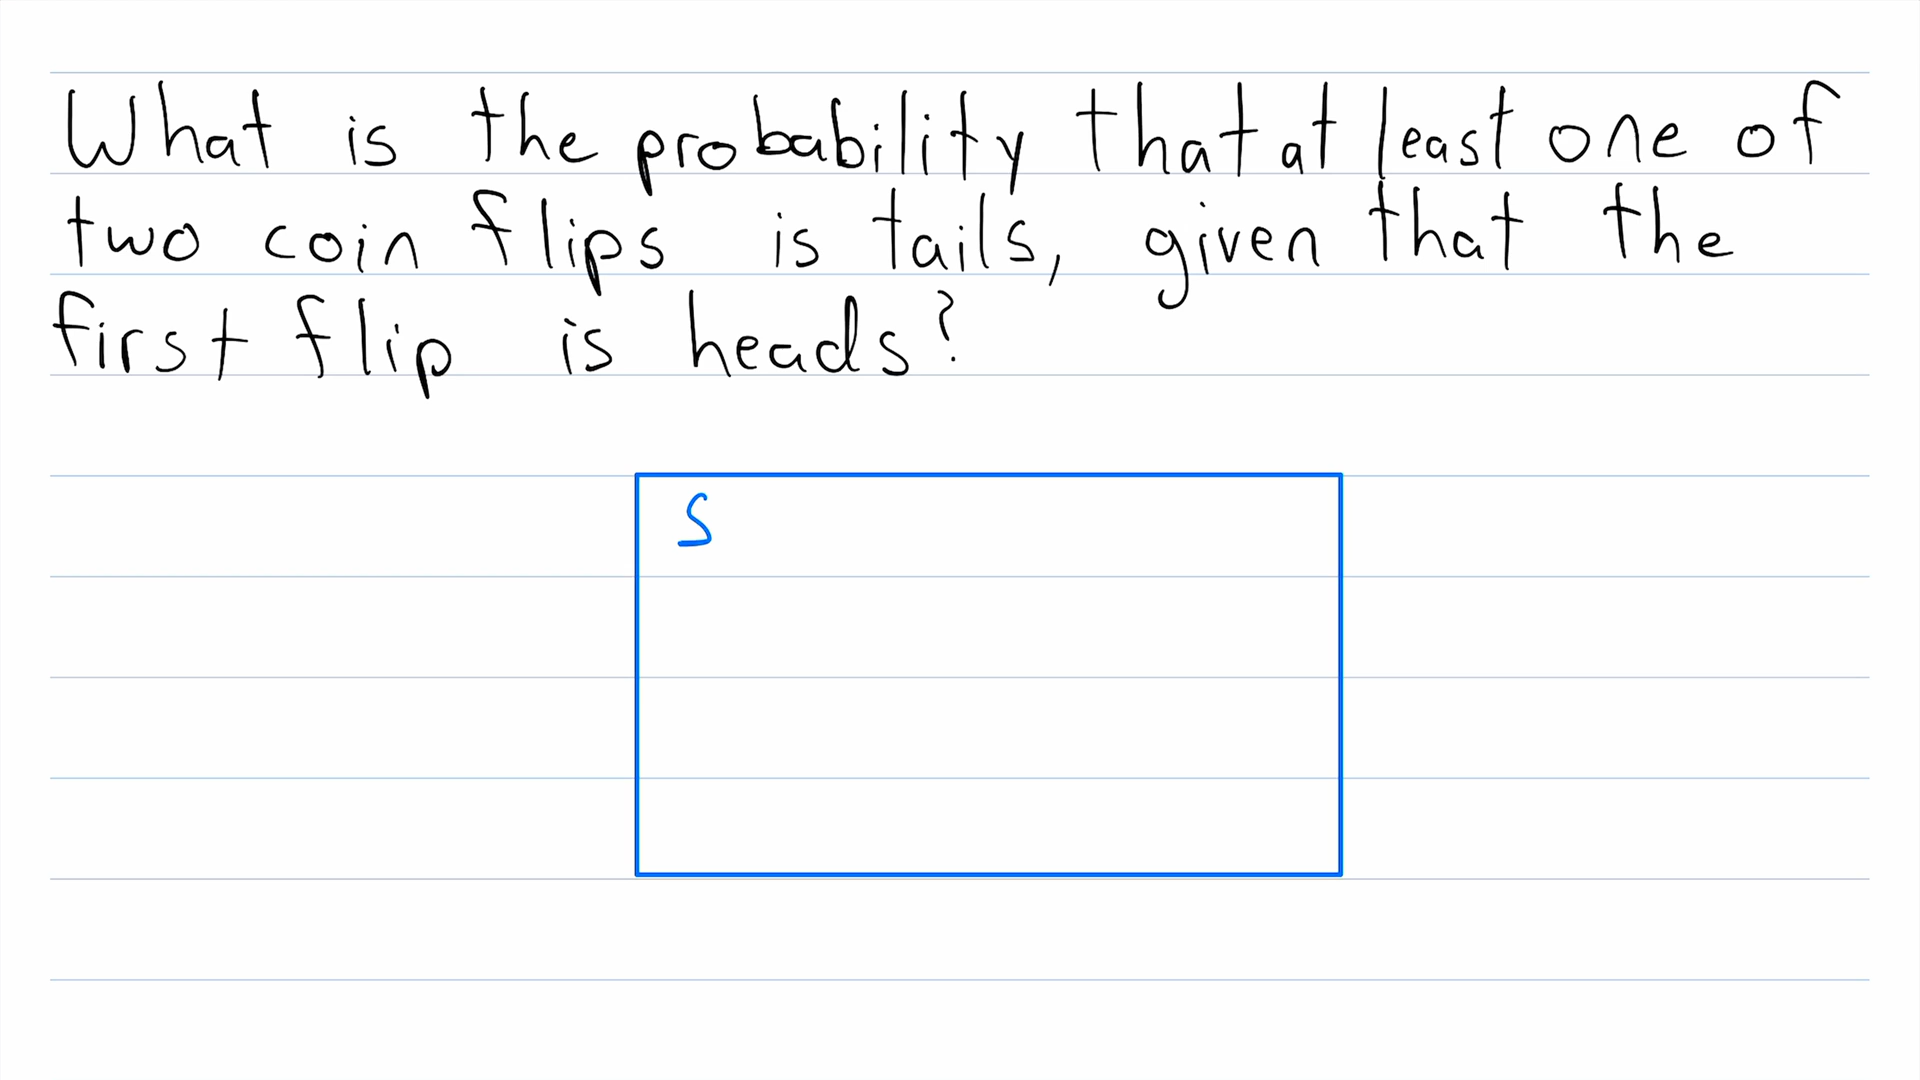 What is the probability that at least one of
two coin flips is tails, given that the
first flip is heads?
S